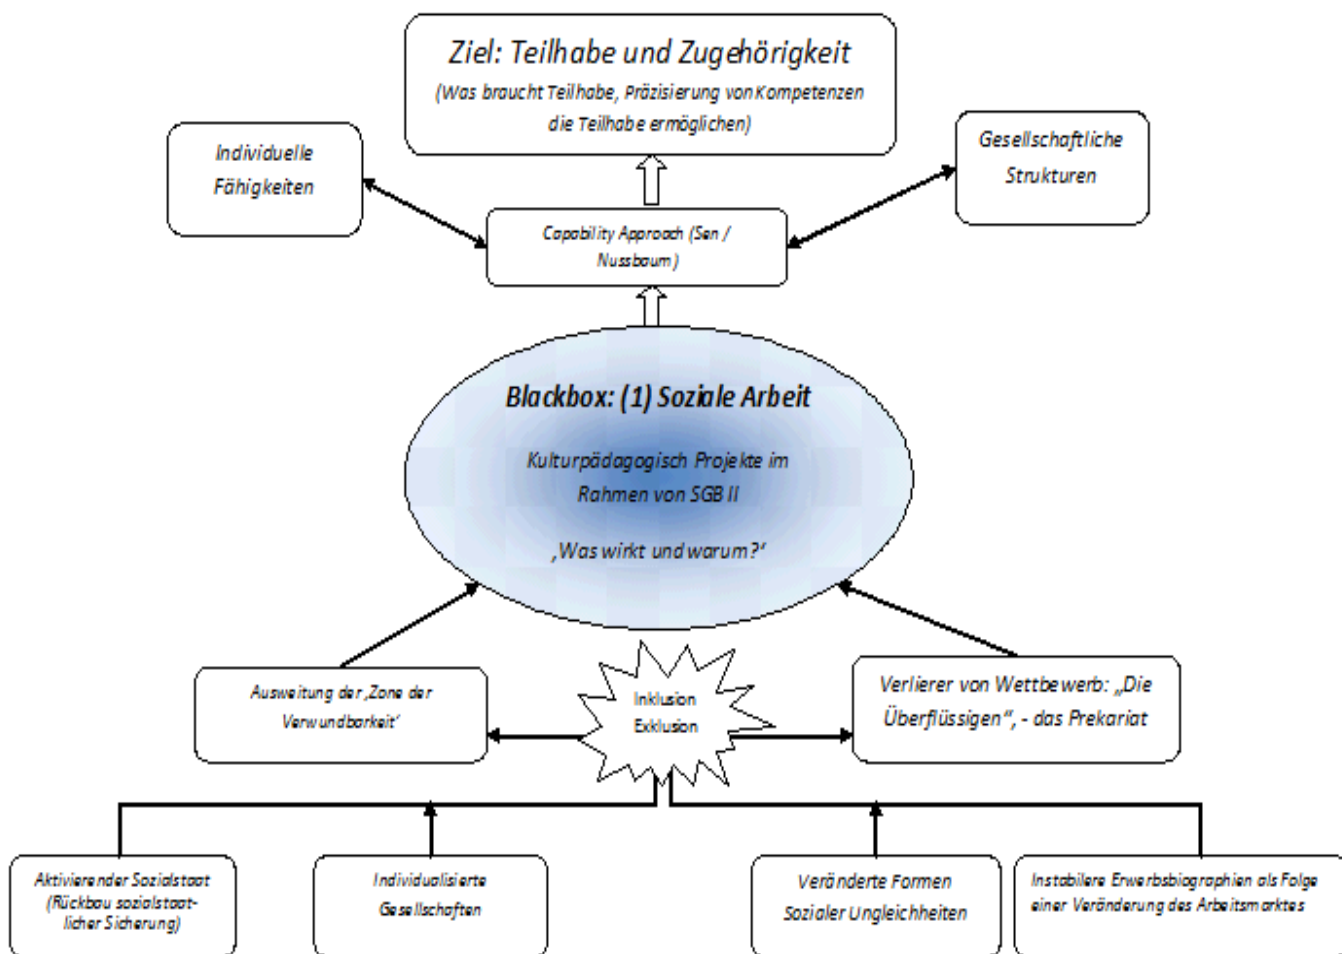 Ziel: Teilhabe und Zugehörigkeit
(Was braucht Teilhabe, Präzisierung von Kompetenzen
die Teilhabe ermöglichen)
Individuelle
Fähigkeiten
Gesellschaftliche
Strukturen
Capability Approach (Sen /
Nussbaum)
Blackbox: (1) Soziale Arbeit
Kulturpädagogisch Projekte im
Rahmen von SGB II
‚Was wirkt und warum?‘
Ausweitung der ‚Zone der
Verwundbarkeit‘
Inklusion
Exklusion
Verlierer von Wettbewerb: „Die
Überflüssigen“, - das Prekariat
Aktivierender Sozialstaat
(Rückbau sozialstaat-
licher Sicherung)
Individualisierte
Gesellschaften
Veränderte Formen
Sozialer Ungleichheiten
Instabilere Erwerbsbiographien als Folge
einer Veränderung des Arbeitsmarktes